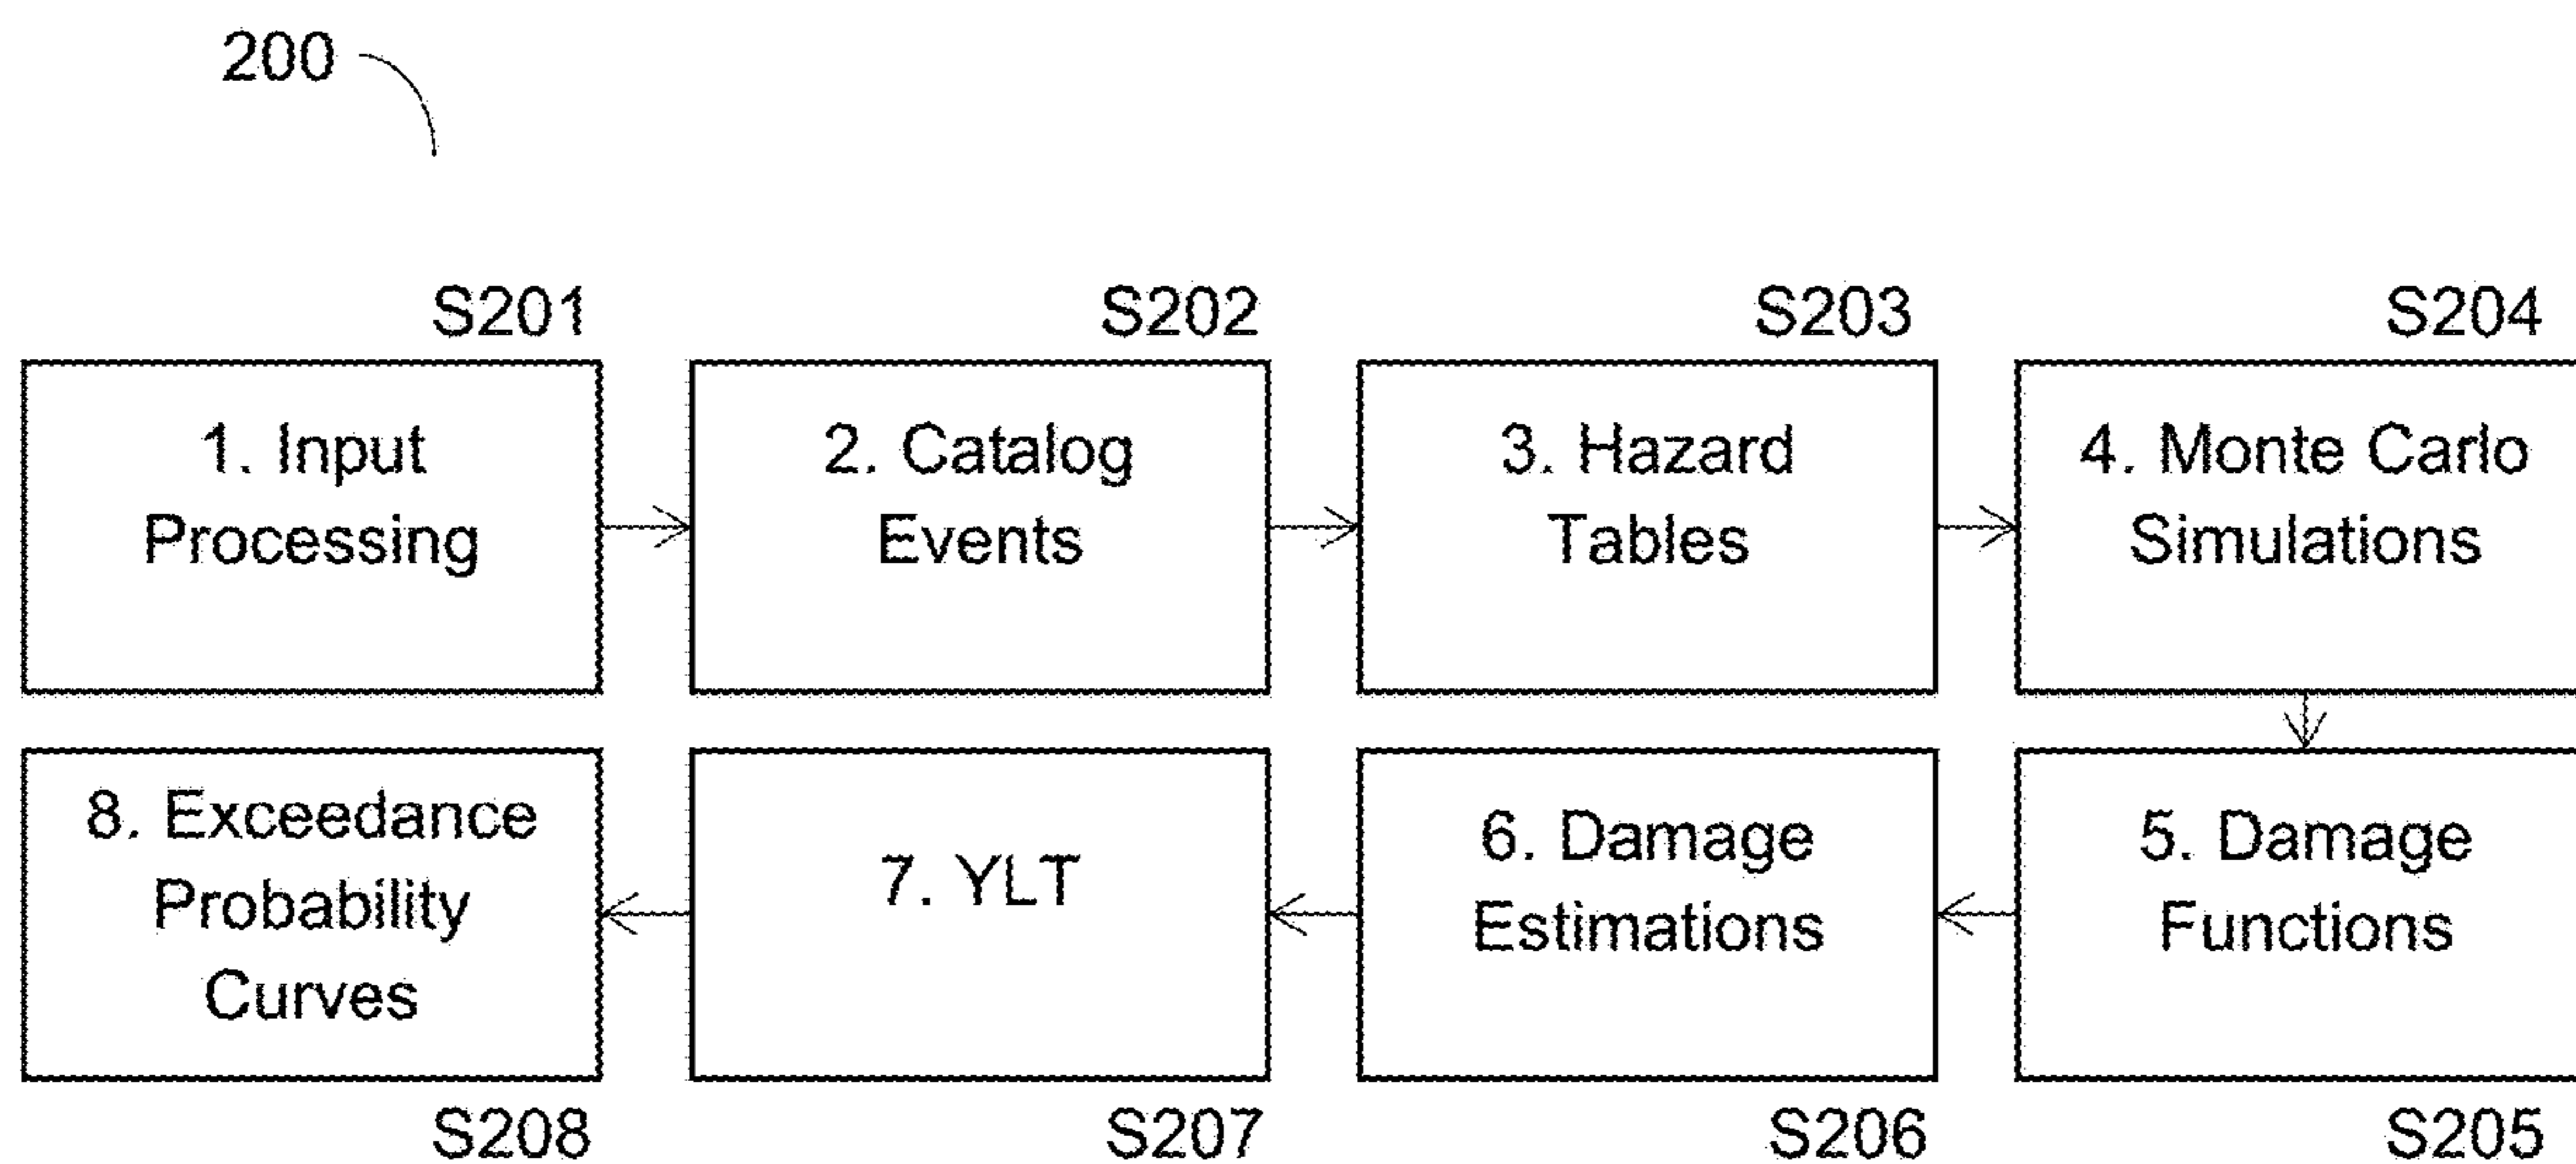 200
S201
S202
S203
S204
1. Input
Processing
2. Catalog
Events
3. Hazard
Tables
4. Monte Carlo
Simulations
8. Exceedance
Probability
Curves
7. YLT
6. Damage
Estimations
5. Damage
Functions
S208
S207
S206
S205